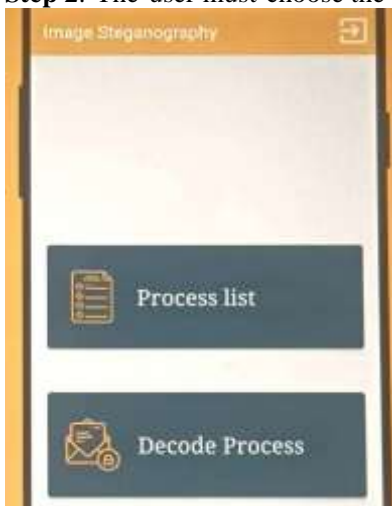 Step 2: The user must choose the
Image Steganography
Process list
Decode Process